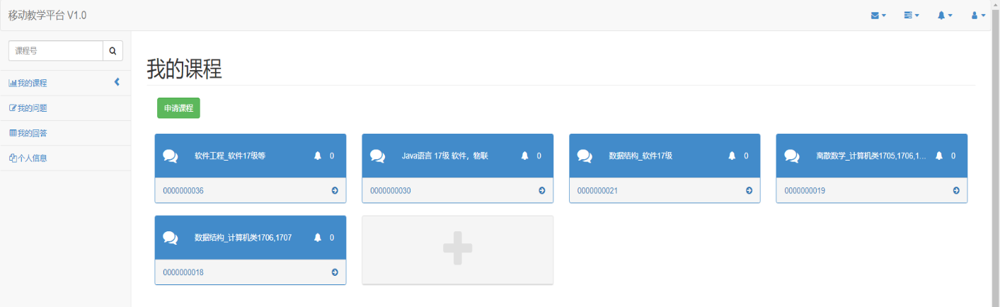 移动教学平台 V1.0
课程号
我的课程
我的问题
我的回答
个人信息
我的课程
申请课程
软件工程_软件17级等 0
0000000036
Java语言 17级 软件，物联 0
0000000030
数据结构_软件17级 0
0000000021
离散数学_计算机类1705,1706,1... 0
0000000019
数据结构_计算机类1706,1707 0
0000000018